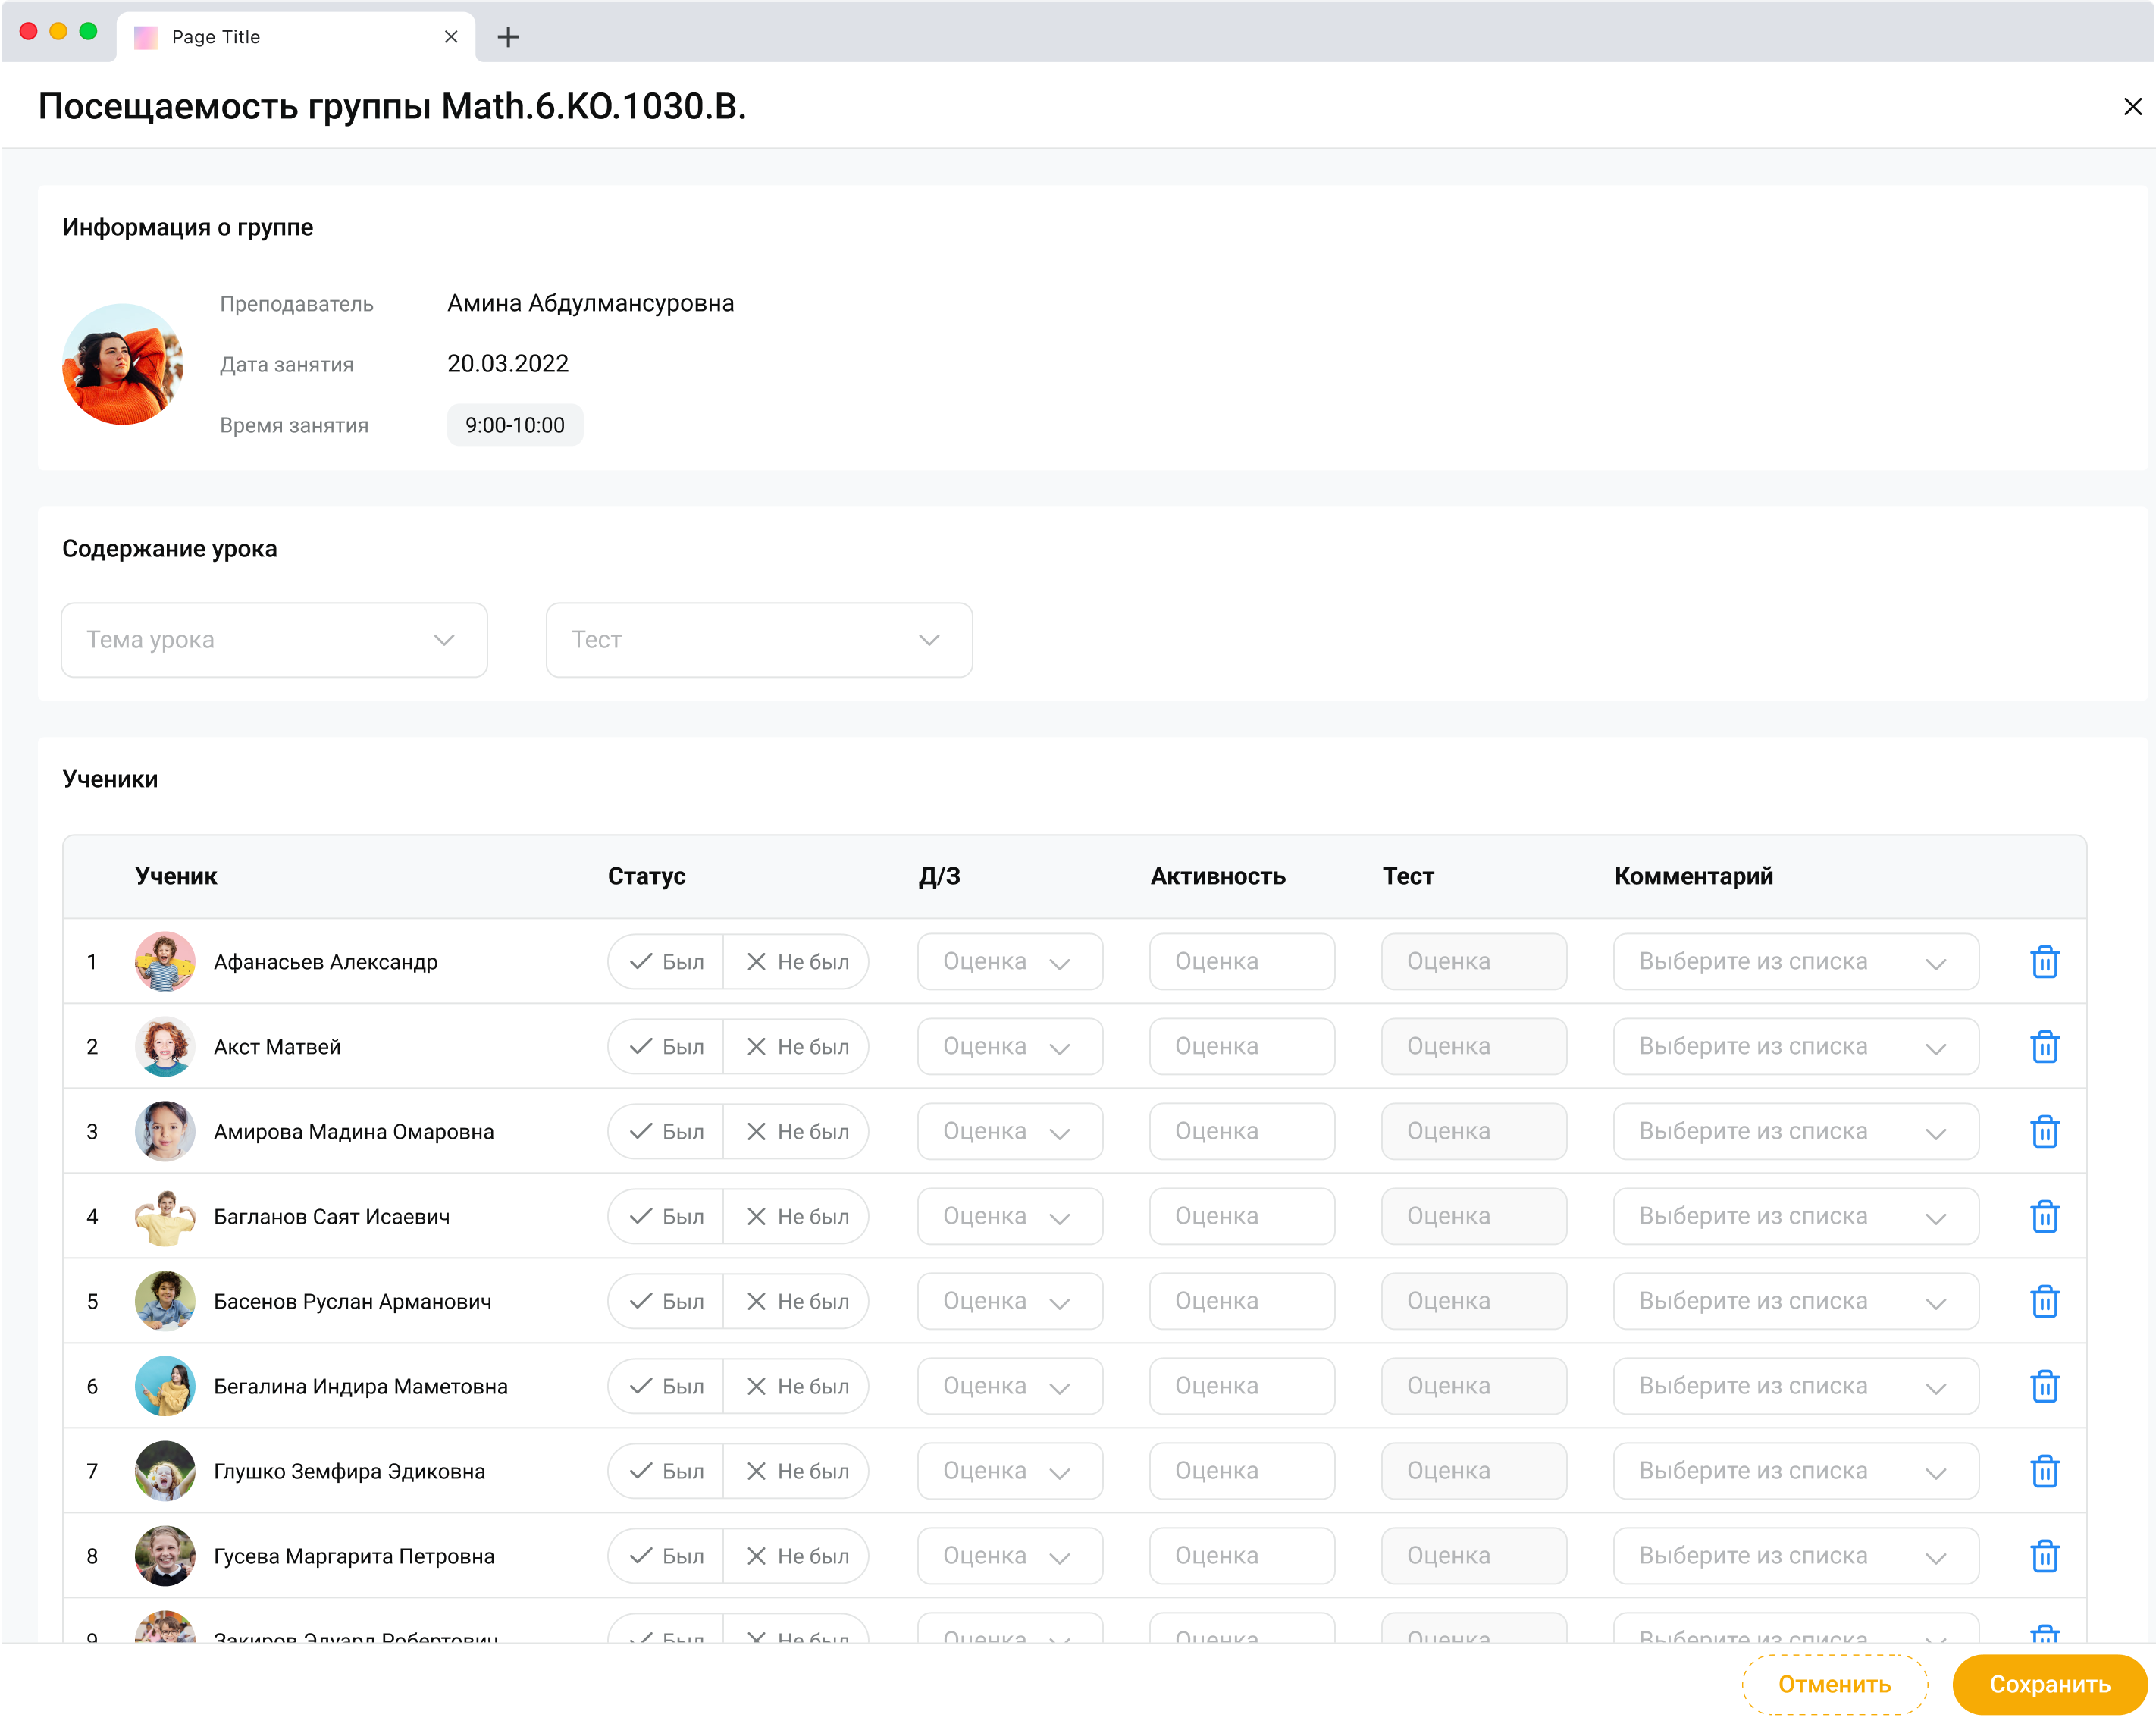 Page Title
Посещаемость группы Math.6.KO.1030.B.
Информация о группе
Преподаватель Амина Абдулмансуровна
Дата занятия 20.03.2022
Время занятия 9:00-10:00
Содержание урока
Тема урока Тест
Ученики
Ученик Статус Д/З Активность Тест Комментарий
1 Афанасьев Александр Был Не был Оценка Оценка Оценка Выберите из списка
2 Акст Матвей Был Не был Оценка Оценка Оценка Выберите из списка
3 Амирова Мадина Омаровна Был Не был Оценка Оценка Оценка Выберите из списка
4 Багланов Саят Исаевич Был Не был Оценка Оценка Оценка Выберите из списка
5 Басенов Руслан Арманович Был Не был Оценка Оценка Оценка Выберите из списка
6 Бегалина Индира Маметовна Был Не был Оценка Оценка Оценка Выберите из списка
7 Глушко Земфира Эдиковна Был Не был Оценка Оценка Оценка Выберите из списка
8 Гусева Маргарита Петровна Был Не был Оценка Оценка Оценка Выберите из списка
9 Закиров Эдуард Робертович Был Не был Оценка Оценка Оценка Выберите из списка
Отменить Сохранить